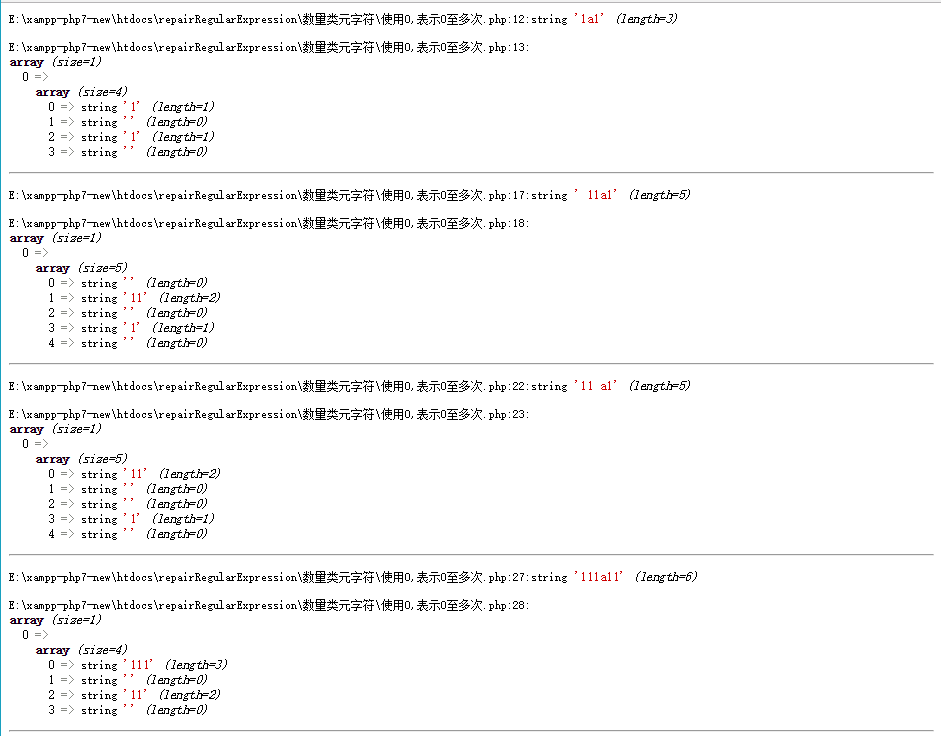 E:\xampp-php7-new\htdocs\repairRegularExpression\数量类元字符\使用0,表示0至多次.php:12:string '1a1' (length=3)
E:\xampp-php7-new\htdocs\repairRegularExpression\数量类元字符\使用0,表示0至多次.php:13:
array (size=1)
0 =>
array (size=4)
0 => string '1' (length=1)
1 => string '' (length=0)
2 => string '1' (length=1)
3 => string '' (length=0)
E:\xampp-php7-new\htdocs\repairRegularExpression\数量类元字符\使用0,表示0至多次.php:17:string ' 11a1' (length=5)
E:\xampp-php7-new\htdocs\repairRegularExpression\数量类元字符\使用0,表示0至多次.php:18:
array (size=1)
0 =>
array (size=5)
0 => string '' (length=0)
1 => string '11' (length=2)
2 => string '' (length=0)
3 => string '1' (length=1)
4 => string '' (length=0)
E:\xampp-php7-new\htdocs\repairRegularExpression\数量类元字符\使用0,表示0至多次.php:22:string '11 a1' (length=5)
E:\xampp-php7-new\htdocs\repairRegularExpression\数量类元字符\使用0,表示0至多次.php:23:
array (size=1)
0 =>
array (size=5)
0 => string '11' (length=2)
1 => string '' (length=0)
2 => string '' (length=0)
3 => string '1' (length=1)
4 => string '' (length=0)
E:\xampp-php7-new\htdocs\repairRegularExpression\数量类元字符\使用0,表示0至多次.php:27:string '111a11' (length=6)
E:\xampp-php7-new\htdocs\repairRegularExpression\数量类元字符\使用0,表示0至多次.php:28:
array (size=1)
0 =>
array (size=4)
0 => string '111' (length=3)
1 => string '' (length=0)
2 => string '11' (length=2)
3 => string '' (length=0)